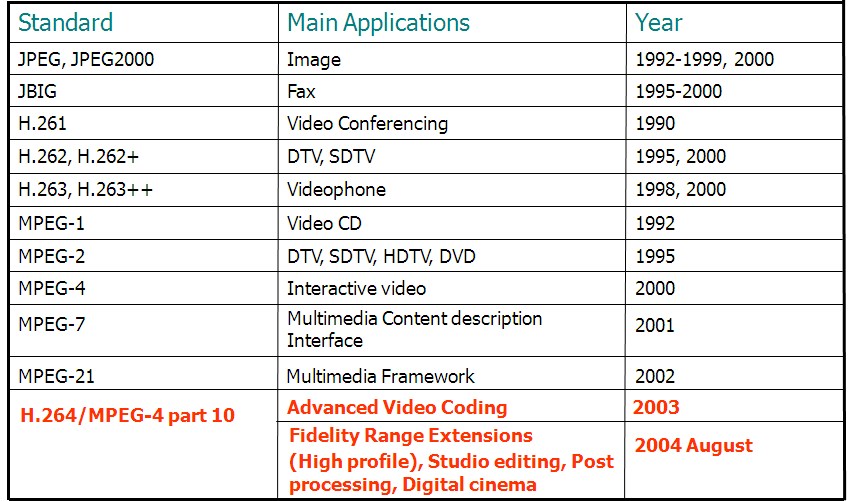 Standard Main Applications Year
JPEG, JPEG2000 Image 1992-1999, 2000
JBIG Fax 1995-2000
H.261 Video Conferencing 1990
H.262, H.262+ DTV, SDTV 1995, 2000
H.263, H.263++ Videophone 1998, 2000
MPEG-1 Video CD 1992
MPEG-2 DTV, SDTV, HDTV, DVD 1995
MPEG-4 Interactive video 2000
MPEG-7 Multimedia Content description Interface 2001
MPEG-21 Multimedia Framework 2002
H.264/MPEG-4 part 10 Advanced Video Coding 2003
Fidelity Range Extensions
(High profile), Studio editing, Post
processing, Digital cinema
2004 August